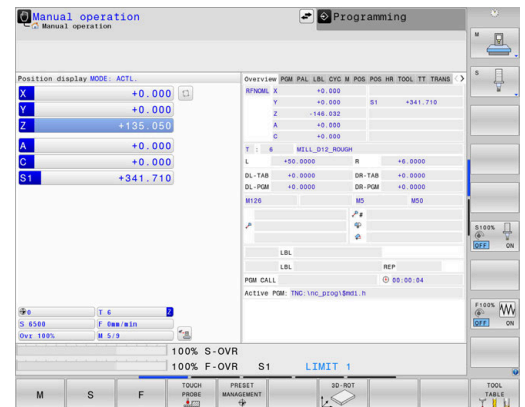 Manual operation
Manual operation
Programming
Position display MODE: ACTL.
X +0.000
Y +0.000
Z +135.050
A +0.000
C +0.000
S1 +341.710
0 T 6 Z
S 6500 F 0mm/min
Ovr 100% M 5/9
Overview PGM PAL LBL CYC M POS POS HR TOOL TT TRANS
RFNOML X +0.000
Y +0.000 S1 +341.710
Z -146.032
A +0.000
C +0.000
T : 6 MILL_D12_ROUGH
L +50.0000 R +6.0000
DL-TAB +0.0000 DR-TAB +0.0000
DL-PGM +0.0000 DR-PGM +0.0000
M126 M5 M50
LBL
LBL REP
PGM CALL 00:00:04
Active PGM: TNC:\nc_prog\$mdi.h
100% S-OVR
100% F-OVR S1 LIMIT 1
M
S
F
TOUCH
PROBE
PRESET
MANAGEMENT
3D-ROT
TOOL
TABLE
M
S
S100%
OFF ON
F100%
OFF ON